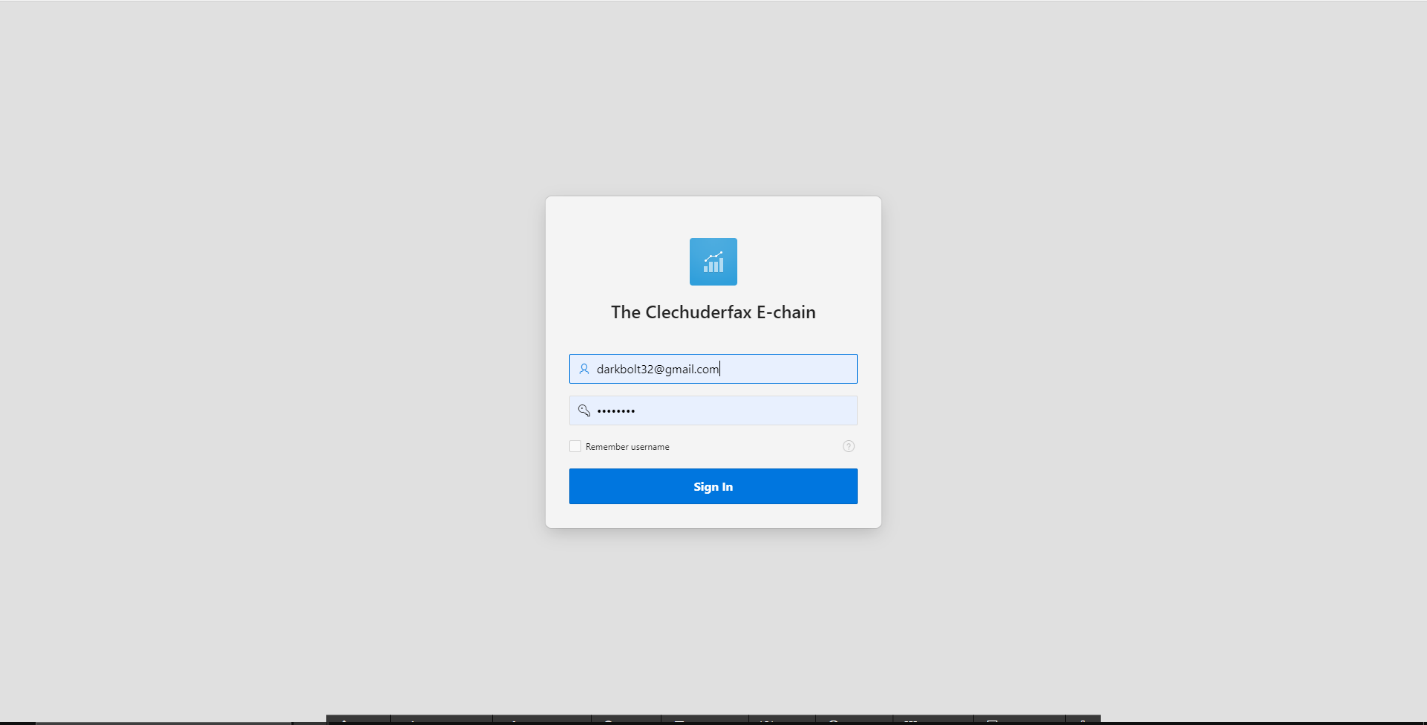 The Clechuderfax E-chain
darkbolt32@gmail.com
••••••••
Remember username
?
Sign In